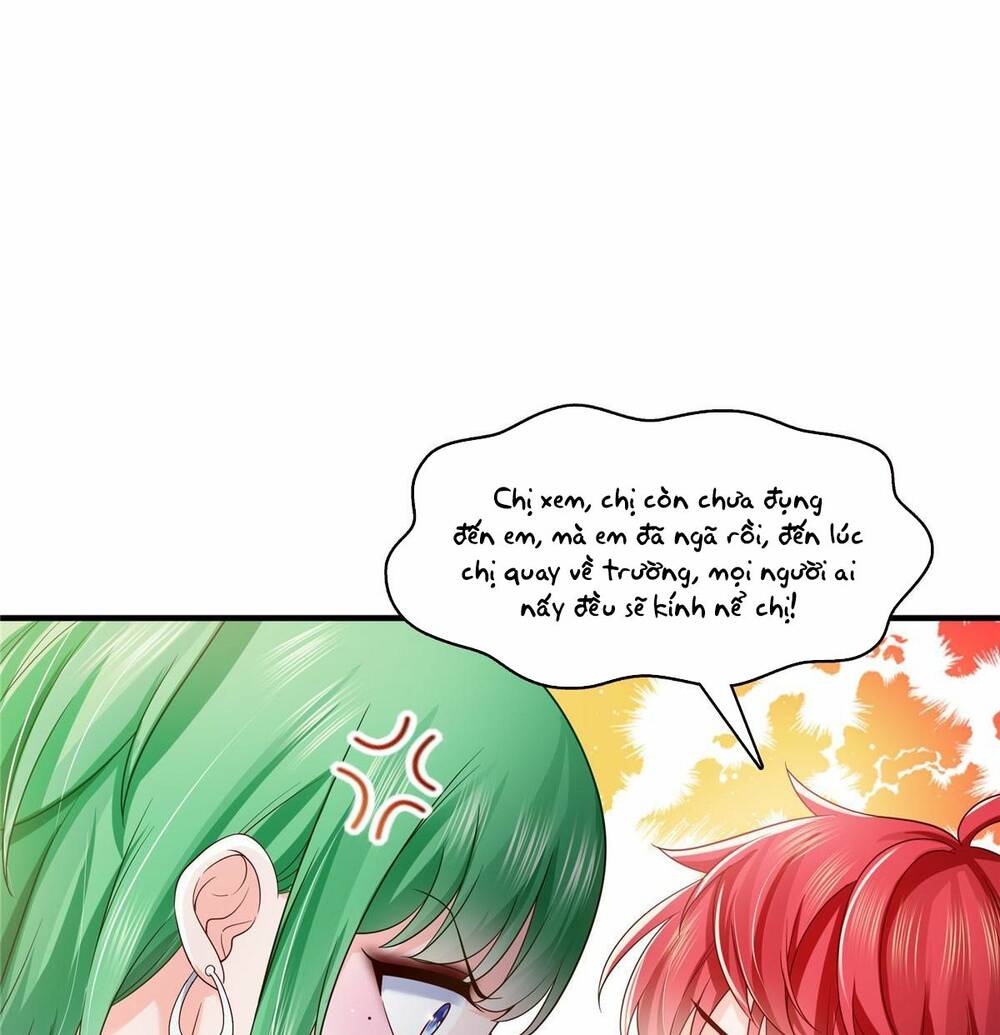 Chị xem, chị còn chưa đụng
đến em, mà em đã ngã rồi, đến lúc
chị quay về trường, mọi người ai
nấy đều sẽ kính nể chị!